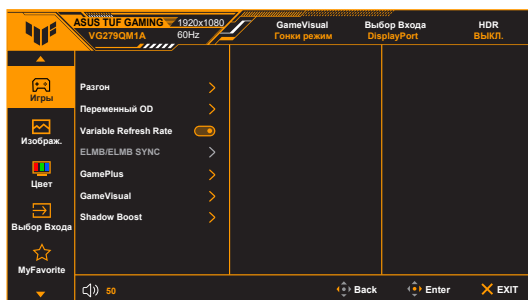 ASUS TUF GAMING 1920x1080 GameVisual Выбор Входа HDR
VG279QM1A 60Hz Гонки режим DisplayPort ВЫКЛ.
Игры
Изображ.
Цвет
Выбор Входа
MyFavorite
Разгон
Переменный OD
Variable Refresh Rate
ELMB/ELMB SYNC
GamePlus
GameVisual
Shadow Boost
50 Back Enter EXIT